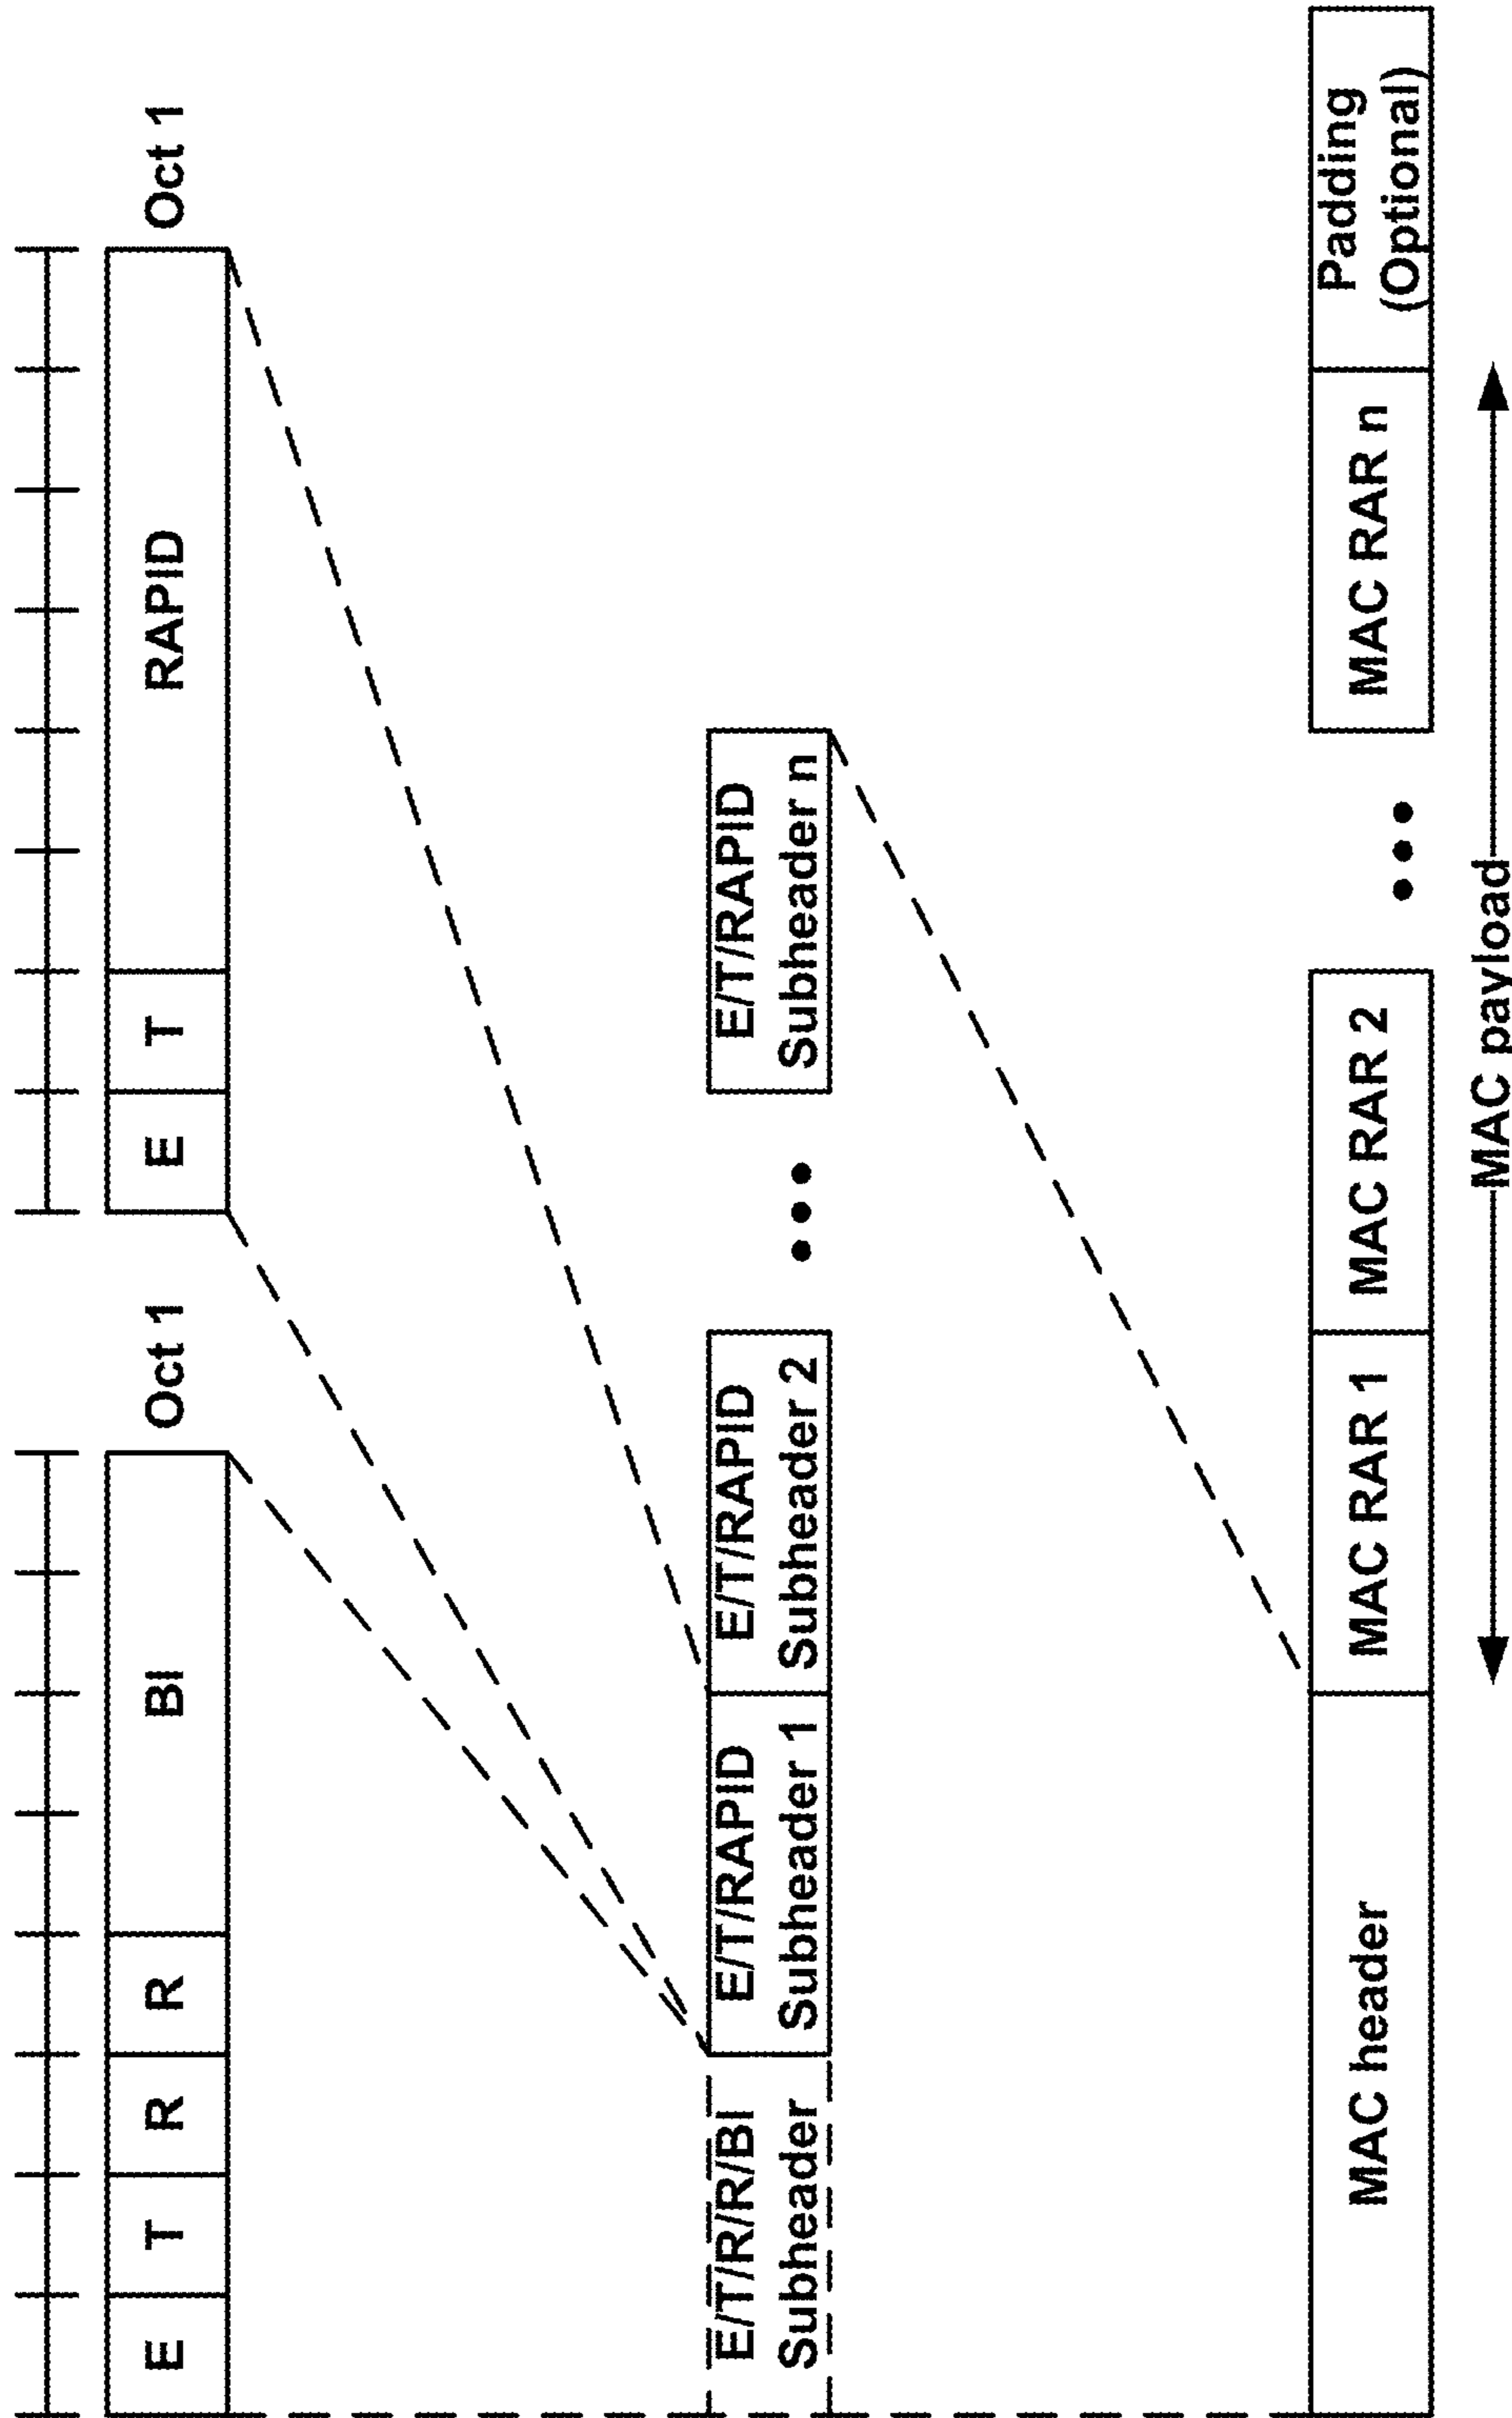 E
T
R
R
BI
Oct 1
E
T
RAPID
Oct 1
E/T/R/R/BI
Subheader
E/T/RAPID
Subheader 1
E/T/RAPID
Subheader 2
•••
E/T/RAPID
Subheader n
MAC header
MAC RAR 1
MAC RAR 2
•••
MAC RAR n
Padding
(Optional)
MAC payload